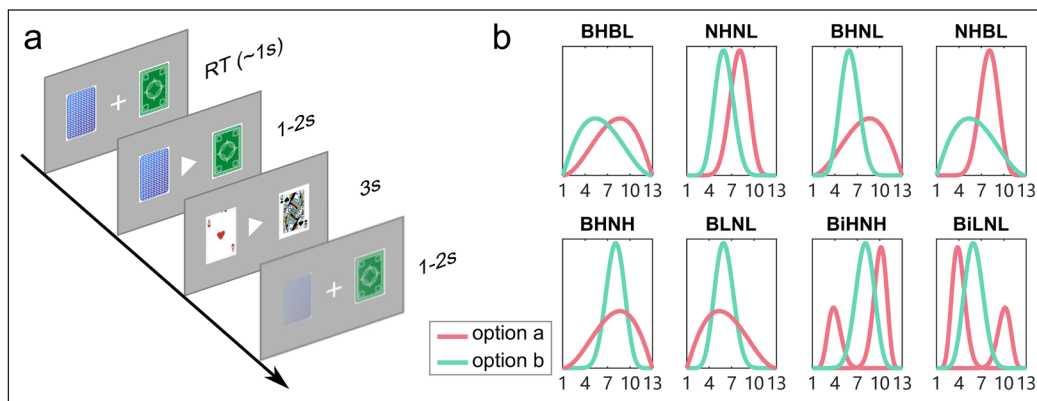 a
RT (~1s)
1-2s
3s
1-2s
b
BHBL NHNL BHNL NHBL
1 4 7 10 13 1 4 7 10 13 1 4 7 10 13 1 4 7 10 13
BHNH BLNL BiHNH BiLNL
1 4 7 10 13 1 4 7 10 13 1 4 7 10 13 1 4 7 10 13
option a
option b